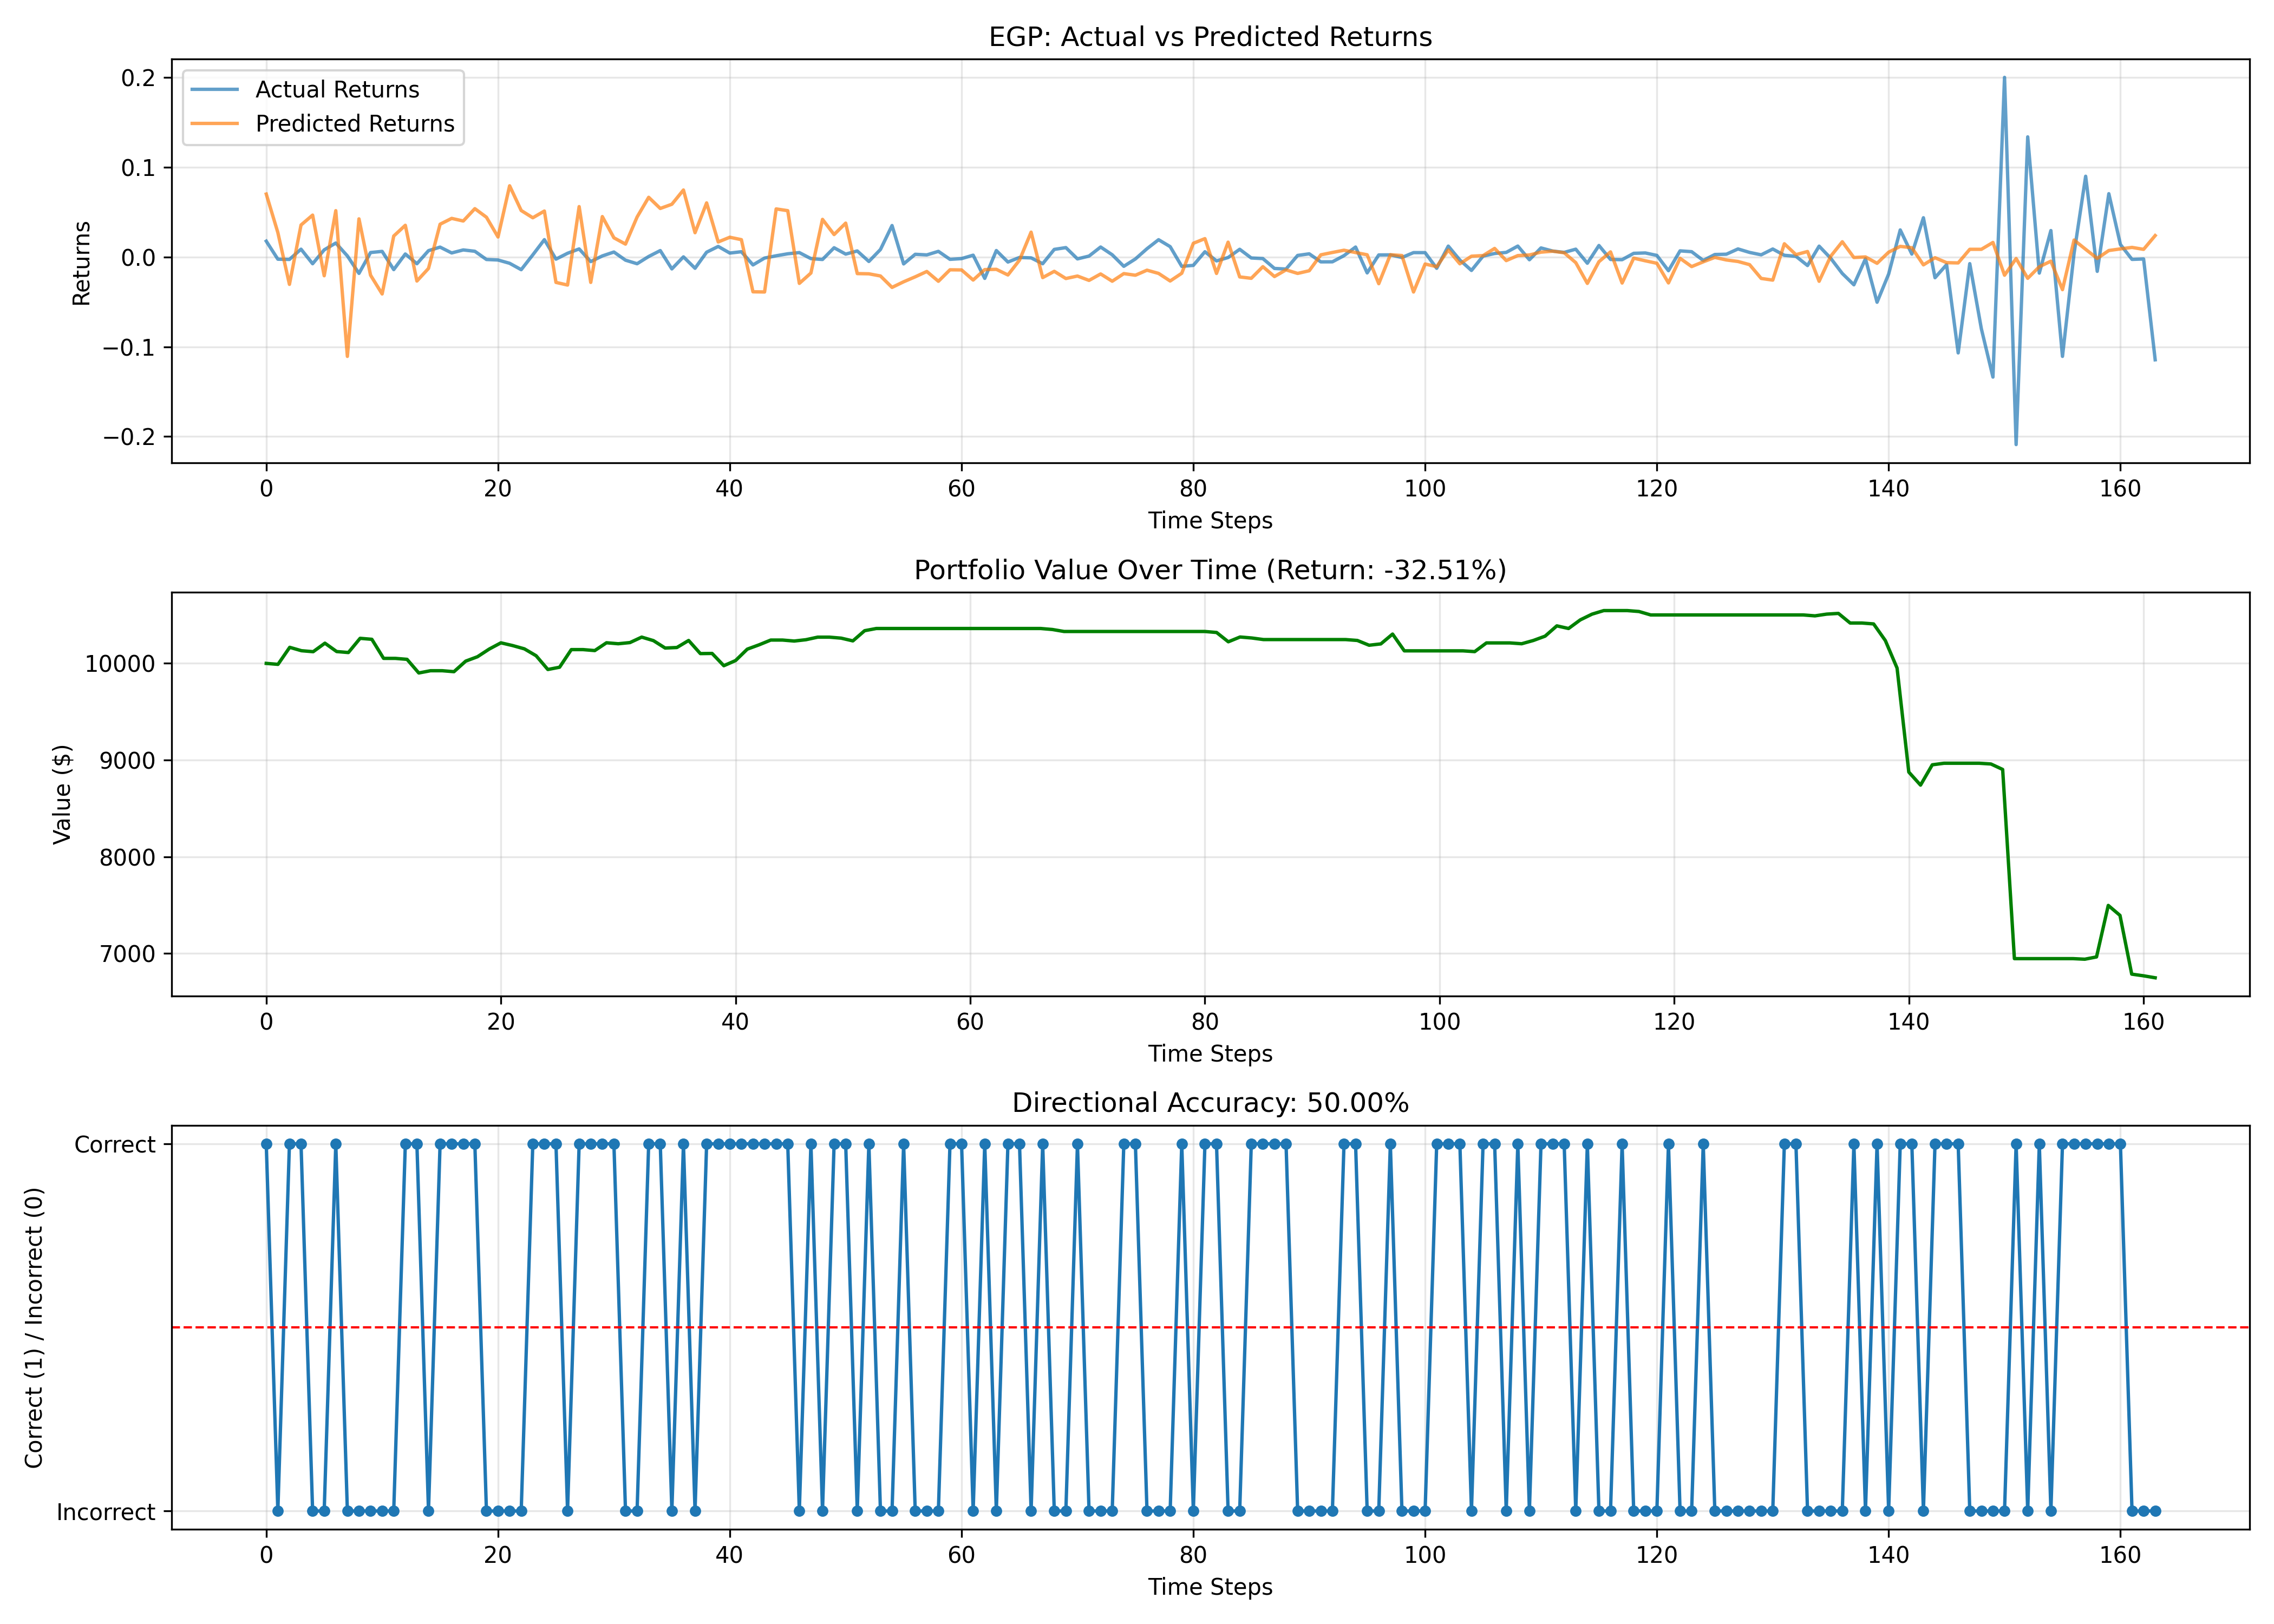 EGP: Actual vs Predicted Returns
Actual Returns
Predicted Returns
Returns
0.2
0.1
0.0
−0.1
−0.2
0 20 40 60 80 100 120 140 160
Time Steps
Portfolio Value Over Time (Return: -32.51%)
Value ($)
10000
9000
8000
7000
0 20 40 60 80 100 120 140 160
Time Steps
Directional Accuracy: 50.00%
Correct (1) / Incorrect (0)
Correct
Incorrect
0 20 40 60 80 100 120 140 160
Time Steps